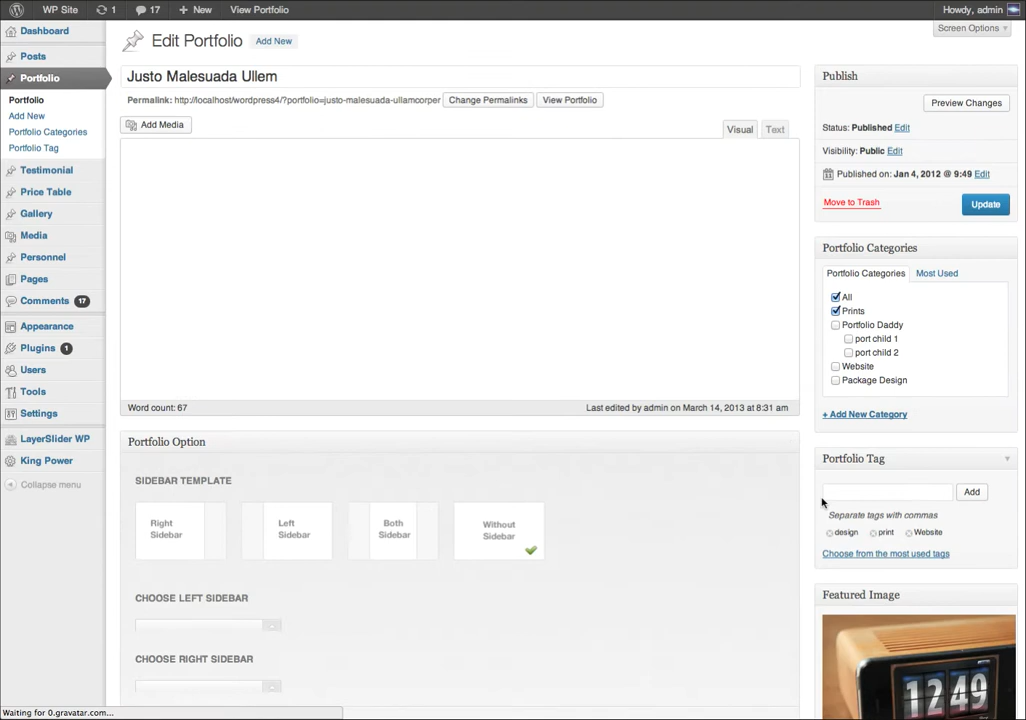 WP Site 1 17 + New View Portfolio Howdy, admin
Screen Options
Dashboard
Posts
Portfolio
Portfolio
Add New
Portfolio Categories
Portfolio Tag
Testimonial
Price Table
Gallery
Media
Personnel
Pages
Comments 17
Appearance
Plugins 1
Users
Tools
Settings
LayerSlider WP
King Power
Collapse menu
Edit Portfolio Add New
Justo Malesuada Ullem
Permalink: http://localhost/wordpress4/?portfolio=justo-malesuada-ullamcorper Change Permalinks View Portfolio
Add Media
Visual Text
Word count: 67 Last edited by admin on March 14, 2013 at 8:31 am
Portfolio Option
SIDEBAR TEMPLATE
Right Sidebar
Left Sidebar
Both Sidebar
Without Sidebar
CHOOSE LEFT SIDEBAR
CHOOSE RIGHT SIDEBAR
Publish
Preview Changes
Status: Published Edit
Visibility: Public Edit
Published on: Jan 4, 2012 @ 9:49 Edit
Move to Trash Update
Portfolio Categories
Portfolio Categories Most Used
All
Prints
Portfolio Daddy
port child 1
port child 2
Website
Package Design
+ Add New Category
Portfolio Tag
Add
Separate tags with commas
design print Website
Choose from the most used tags
Featured Image
12 49
Waiting for 0.gravatar.com...